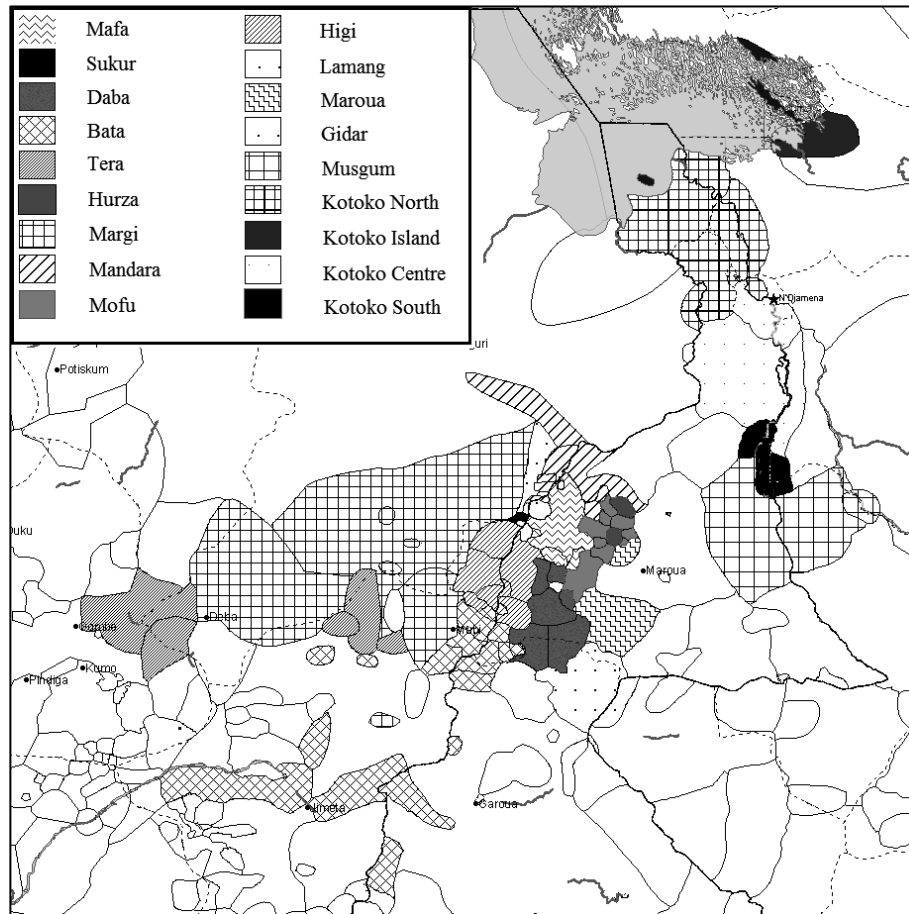 Mafa
Sukur
Daba
Bata
Tera
Hurza
Margi
Mandara
Mofu
Higi
Lamang
Maroua
Gidar
Musgum
Kotoko North
Kotoko Island
Kotoko Centre
Kotoko South
N'Djamena
uri
Potiskum
Duku
Maroua
Deba
Gombe
Mubi
Kumo
Pindiga
Jimeta
Garoua